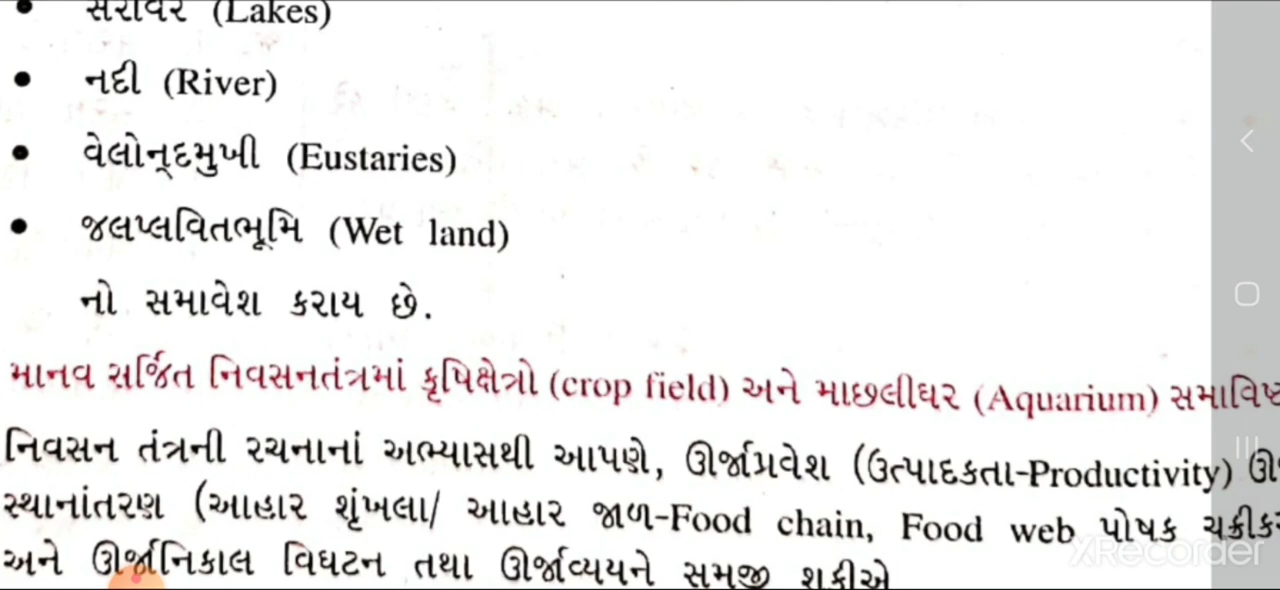 • સરોવર (Lakes)
• નદી (River)
• વેલોન્દમુખી (Eustaries)
• જલપ્લવિતભૂમિ (Wet land)
નો સમાવેશ કરાય છે.
માનવ સર્જિત નિવસનતંત્રમાં કૃષિક્ષેત્રો (crop field) અને માછલીઘર (Aquarium)
નિવસન તંત્રની રચનાનાં અભ્યાસથી આપણે, ઊર્જાપ્રવેશ (ઉત્પાદકતા-Productivity)
સ્થાનાંતરણ (આહાર શૃંખલા/ આહાર જાળ-Food chain, Food web પોષક
અને ઊર્જાનિકાલ વિઘટન તથા ઊર્જાવ્યયને સમજી શકીએ
XRecorder